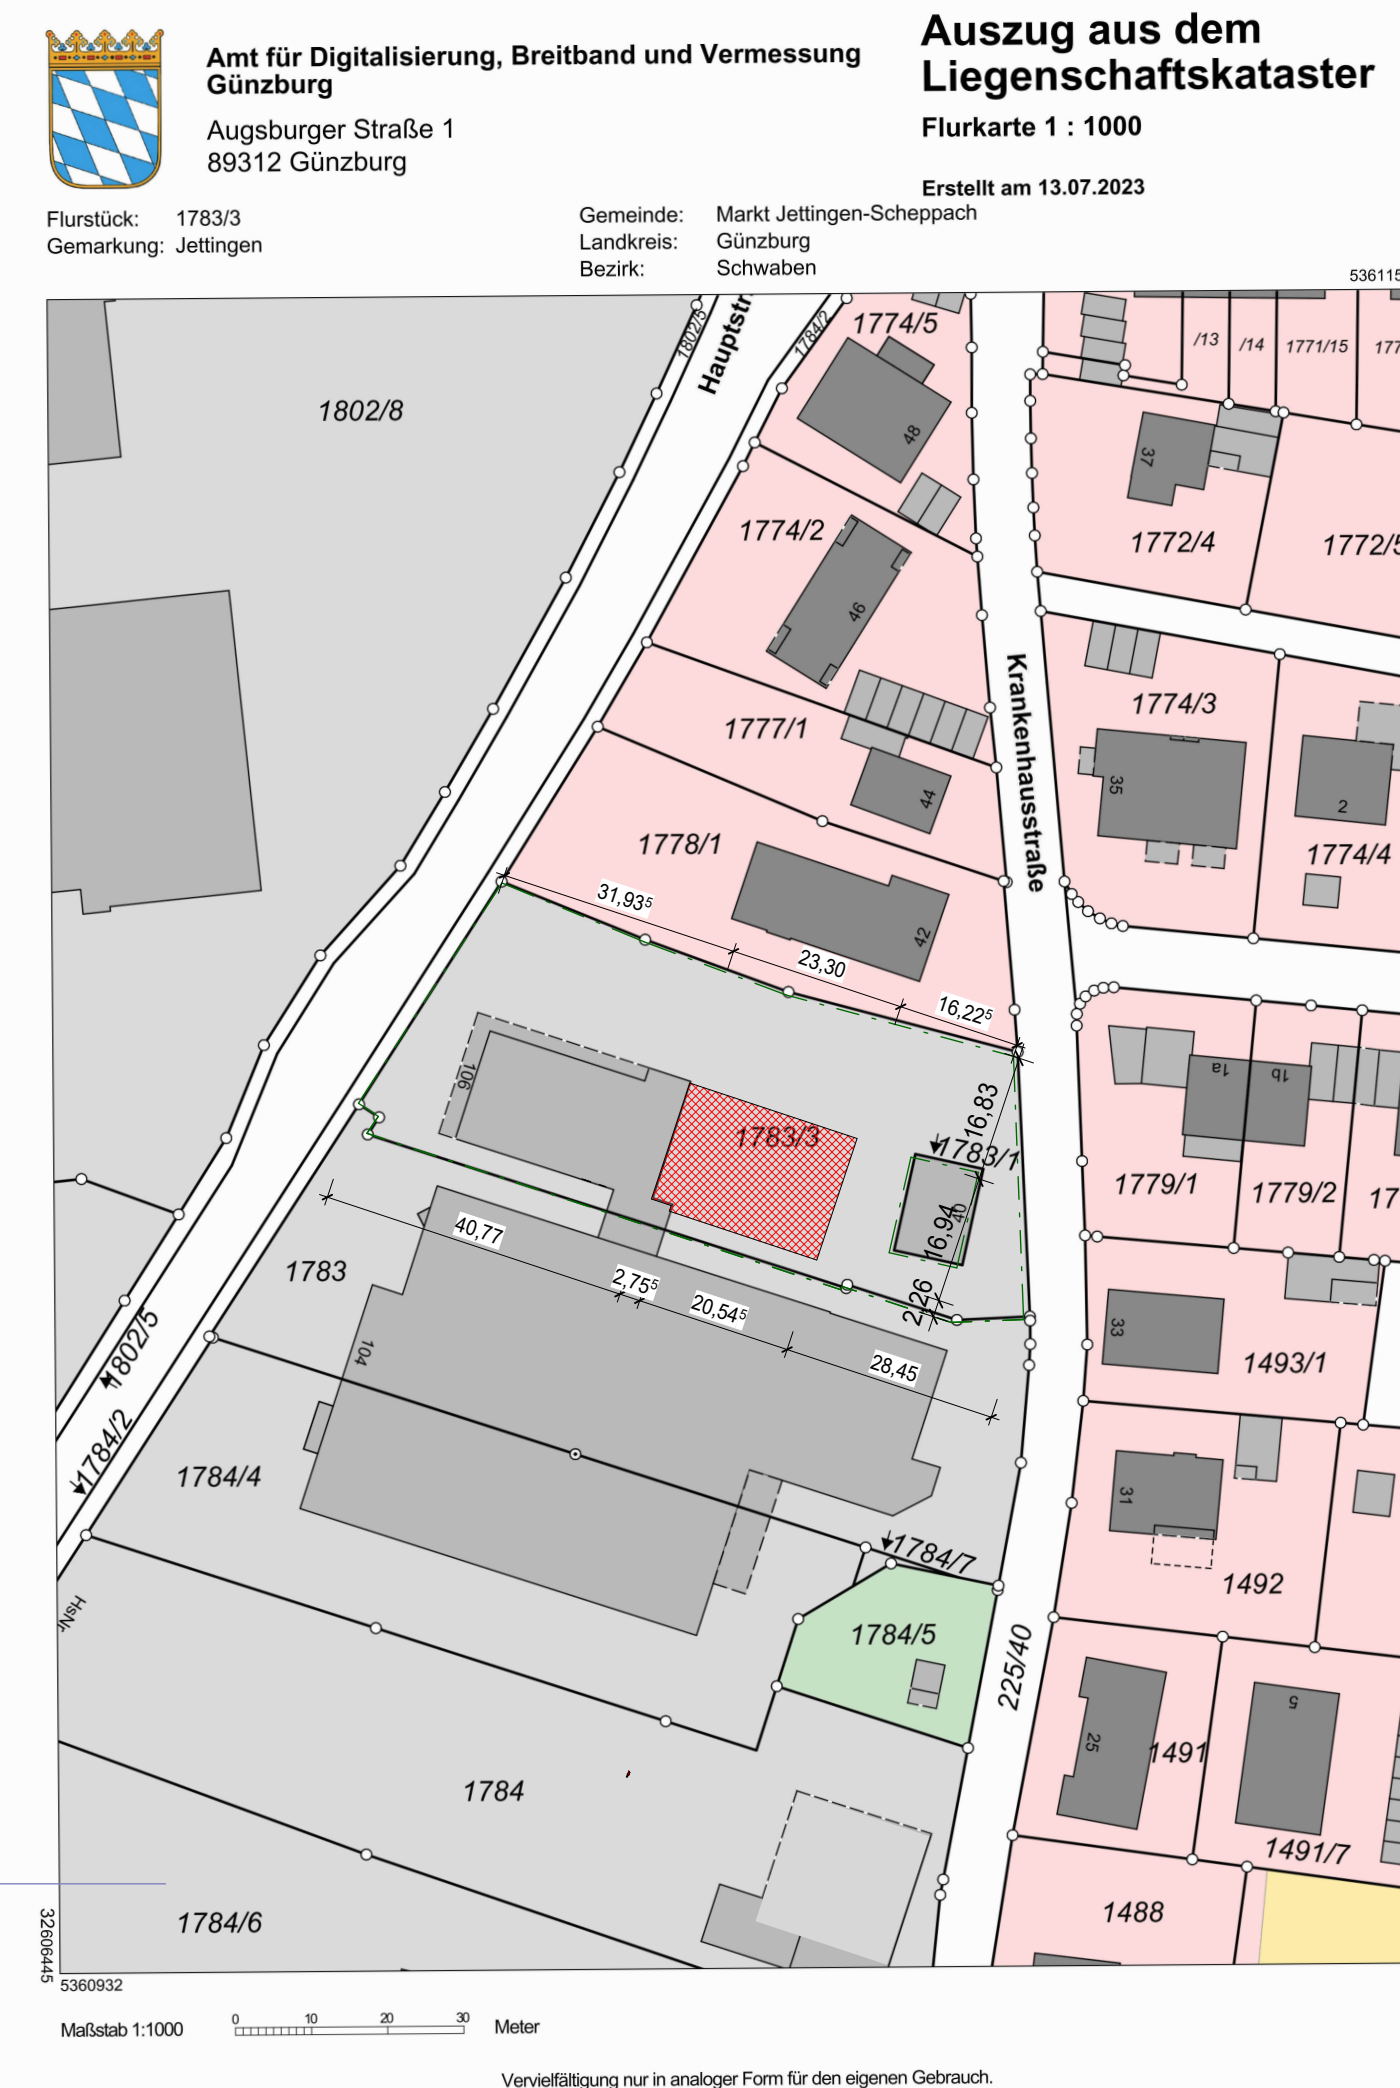 Amt für Digitalisierung, Breitband und Vermessung
Günzburg
Augsburger Straße 1
89312 Günzburg
Auszug aus dem
Liegenschaftskataster
Flurkarte 1 : 1000
Erstellt am 13.07.2023
Flurstück: 1783/3
Gemarkung: Jettingen
Gemeinde: Markt Jettingen-Scheppach
Landkreis: Günzburg
Bezirk: Schwaben
536115
1802/5
Hauptstr
1784/2
1774/5
/13
/14
1771/15
177
1802/8
48
37
1774/2
1772/4
1772/5
46
Krankenhausstraße
1774/3
1777/1
35
44
2
1778/1
1774/4
31,935
42
23,30
16,225
106
1a
1b
16,83
1783/3
1783/1
1779/1
1779/2
17
40
16,94
40,77
1783
2,755
20,545
2,26
33
1493/1
1802/5
104
28,45
1784/2
1784/4
31
1784/7
1492
HsNr
1784/5
225/40
5
25
1491
1784
1491/7
1784/6
1488
32606445
5360932
Maßstab 1:1000
0 10 20 30
Meter
Vervielfältigung nur in analoger Form für den eigenen Gebrauch.